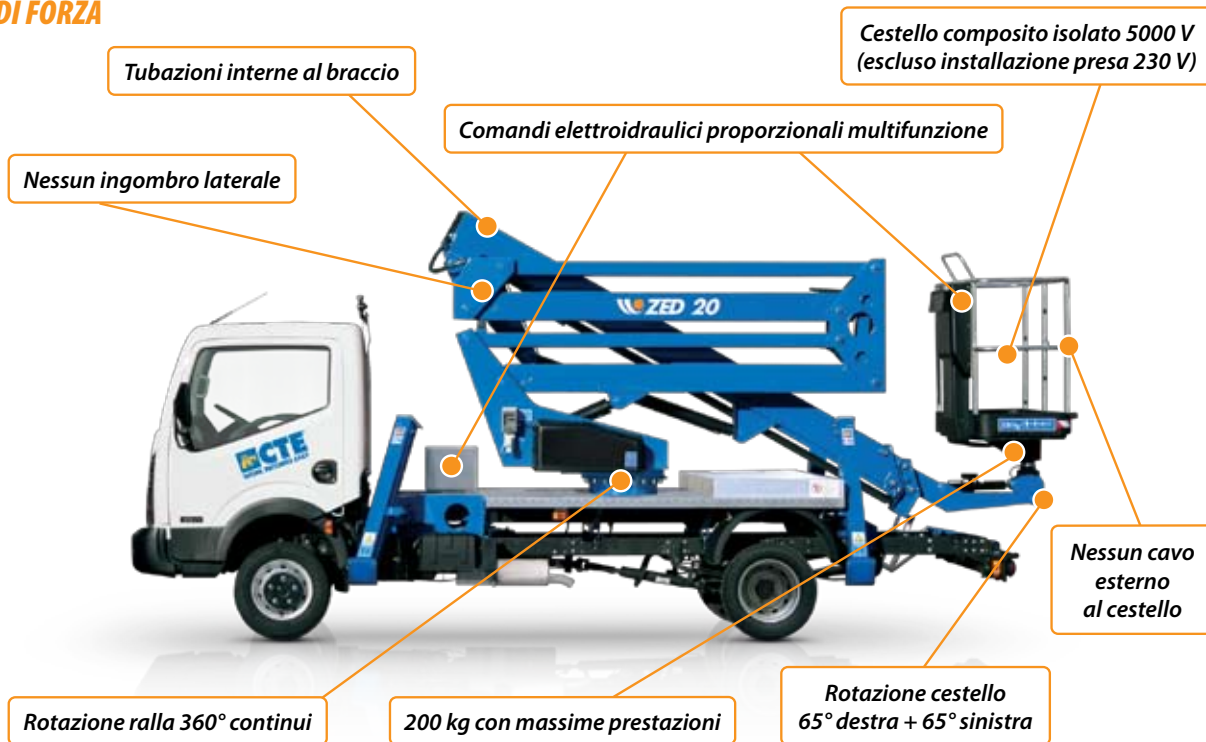 DI FORZA
Cestello composito isolato 5000 V
(escluso installazione presa 230 V)
Tubazioni interne al braccio
Comandi elettroidraulici proporzionali multifunzione
Nessun ingombro laterale
ZED 20
CTE
Nessun cavo
esterno
al cestello
Rotazione ralla 360° continui
200 kg con massime prestazioni
Rotazione cestello
65° destra + 65° sinistra